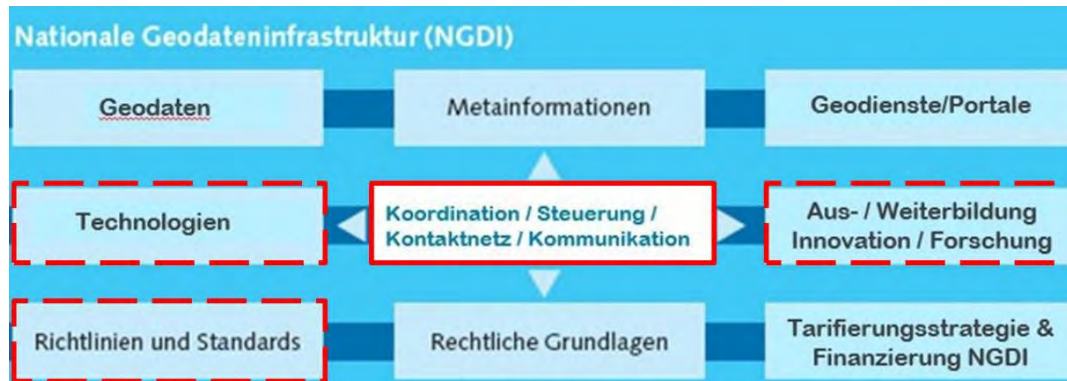 Nationale Geodateninfrastruktur (NGDI)
Geodaten
Metainformationen
Geodienste/Portale
Technologien
Koordination / Steuerung /
Kontaktnetz / Kommunikation
Aus- / Weiterbildung
Innovation / Forschung
Richtlinien und Standards
Rechtliche Grundlagen
Tarifierungsstrategie &
Finanzierung NGDI